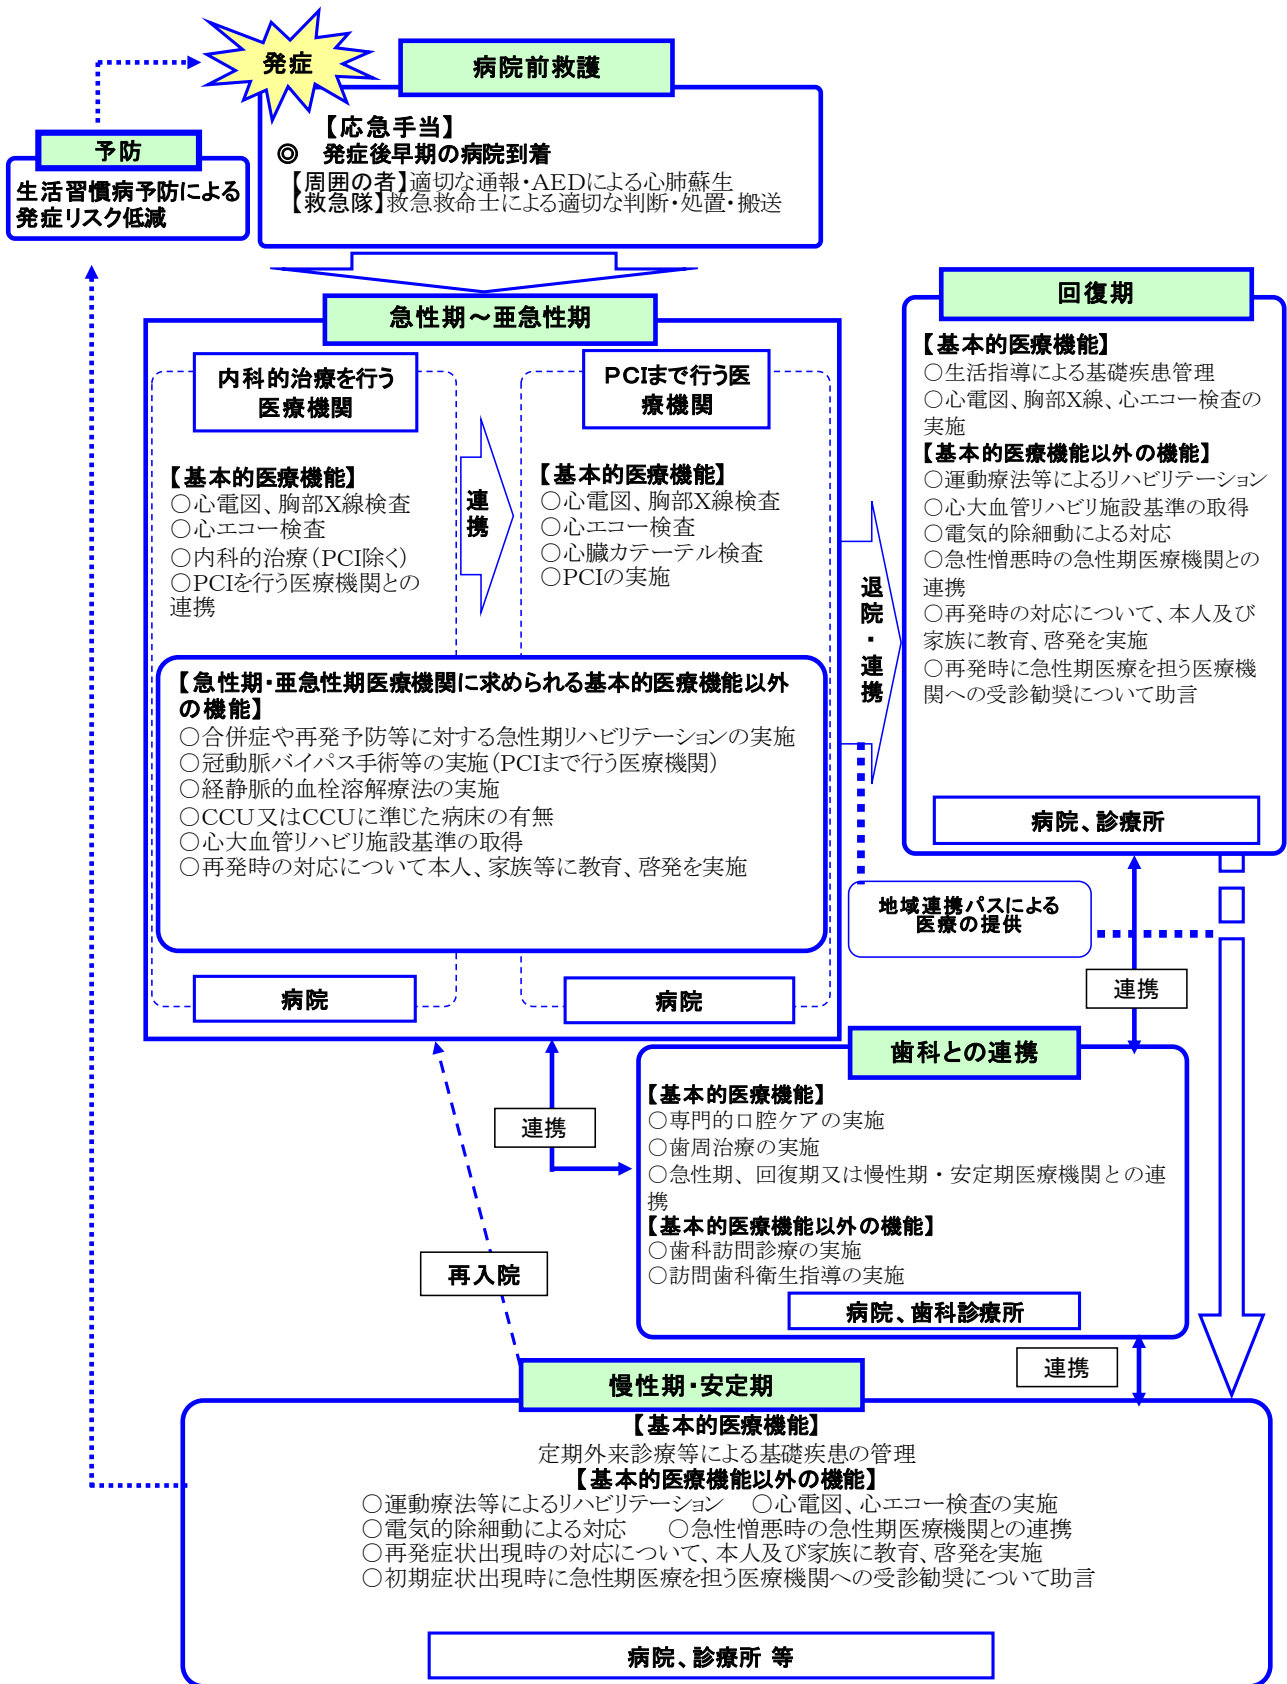 発症
病院前救護
【応急手当】
◎ 発症後早期の病院到着
【周囲の者】適切な通報・AEDによる心肺蘇生
【救急隊】救急救命士による適切な判断・処置・搬送
予防
生活習慣病予防による
発症リスク低減
急性期～亜急性期
内科的治療を行う
医療機関
【基本的医療機能】
○心電図、胸部X線検査
○心エコー検査
○内科的治療（PCI除く）
○PCIを行う医療機関との
連携
連
携
PCIまで行う医
療機関
【基本的医療機能】
○心電図、胸部X線検査
○心エコー検査
○心臓カテーテル検査
○PCIの実施
【急性期・亜急性期医療機関に求められる基本的医療機能以外
の機能】
○合併症や再発予防等に対する急性期リハビリテーションの実施
○冠動脈バイパス手術等の実施（PCIまで行う医療機関）
○経静脈的血栓溶解療法の実施
○CCU又はCCUに準じた病床の有無
○心大血管リハビリ施設基準の取得
○再発時の対応について本人、家族等に教育、啓発を実施
病院
病院
退
院
・
連
携
回復期
【基本的医療機能】
○生活指導による基礎疾患管理
○心電図、胸部X線、心エコー検査の
実施
【基本的医療機能以外の機能】
○運動療法等によるリハビリテーション
○心大血管リハビリ施設基準の取得
○電気的除細動による対応
○急性憎悪時の急性期医療機関との
連携
○再発時の対応について、本人及び
家族に教育、啓発を実施
○再発時に急性期医療を担う医療機
関への受診勧奨について助言
病院、診療所
地域連携パスによる
医療の提供
連携
歯科との連携
【基本的医療機能】
○専門的口腔ケアの実施
○歯周治療の実施
○急性期、回復期又は慢性期・安定期医療機関との連
携
【基本的医療機能以外の機能】
○歯科訪問診療の実施
○訪問歯科衛生指導の実施
病院、歯科診療所
連携
再入院
連携
慢性期・安定期
【基本的医療機能】
定期外来診療等による基礎疾患の管理
【基本的医療機能以外の機能】
○運動療法等によるリハビリテーション ○心電図、心エコー検査の実施
○電気的除細動による対応 ○急性憎悪時の急性期医療機関との連携
○再発症状出現時の対応について、本人及び家族に教育、啓発を実施
○初期症状出現時に急性期医療を担う医療機関への受診勧奨について助言
病院、診療所 等